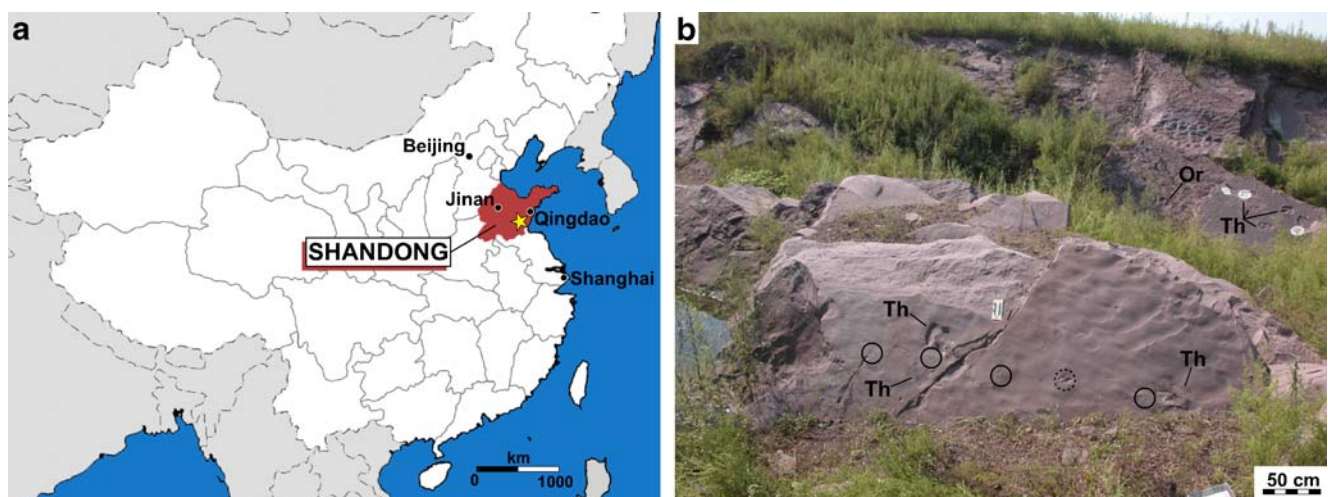 a
Beijing
Jinan
Qingdao
SHANDONG
Shanghai
km
0 1000
b
Or
Th
Th
Th
Th
50 cm